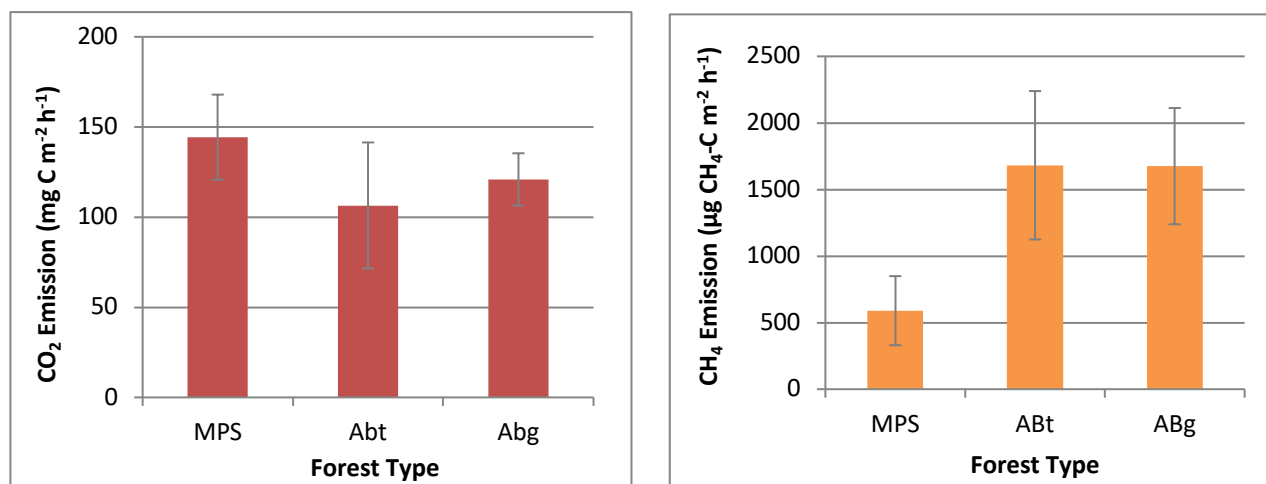 CO₂ Emission (mg C m⁻² h⁻¹)
200
150
100
50
0
MPS Abt Abg
Forest Type
CH₄ Emission (µg CH₄-C m⁻² h⁻¹)
2500
2000
1500
1000
500
0
MPS ABt ABg
Forest Type